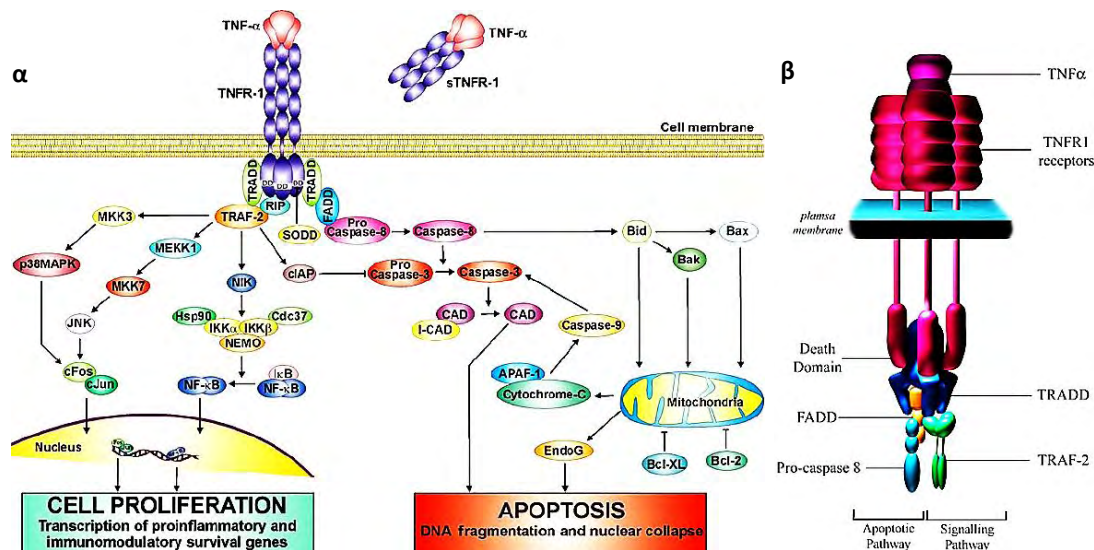 α
TNF-α
TNFR-1
TNF-α
sTNFR-1
Cell membrane
TRADD
DD
DD
DD
TRADD
RIP
FADD
TRAF-2
SODD
Pro
Caspase-8
Caspase-8
MKK3
MEKK1
p38MAPK
MKK7
NIK
cIAP
Pro
Caspase-3
Caspase-3
Bid
Bax
Bak
JNK
Hsp90
Cdc37
IKKα
IKKβ
NEMO
CAD
I-CAD
CAD
Caspase-9
cFos
cJun
NF-κB
IκB
NF-κB
APAF-1
Cytochrome-C
Mitochondria
Nucleus
EndoG
Bcl-XL
Bcl-2
CELL PROLIFERATION
Transcription of proinflammatory and
immunomodulatory survival genes
APOPTOSIS
DNA fragmentation and nuclear collapse
β
TNFα
TNFR1
receptors
plamsa
membrane
Death
Domain
TRADD
FADD
Pro-caspase 8
TRAF-2
Apoptotic
Pathway
Signalling
Pathway